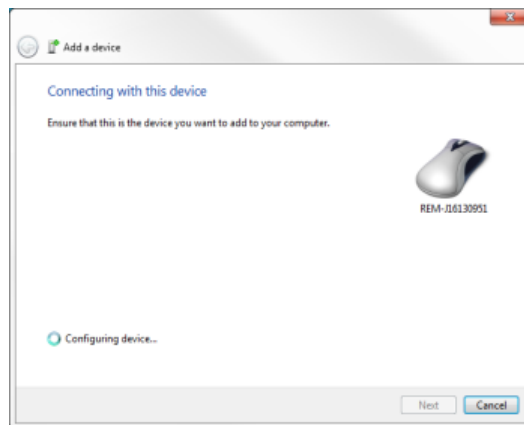 Add a device
Connecting with this device
Ensure that this is the device you want to add to your computer.
REM-J16130951
Configuring device...
Next
Cancel